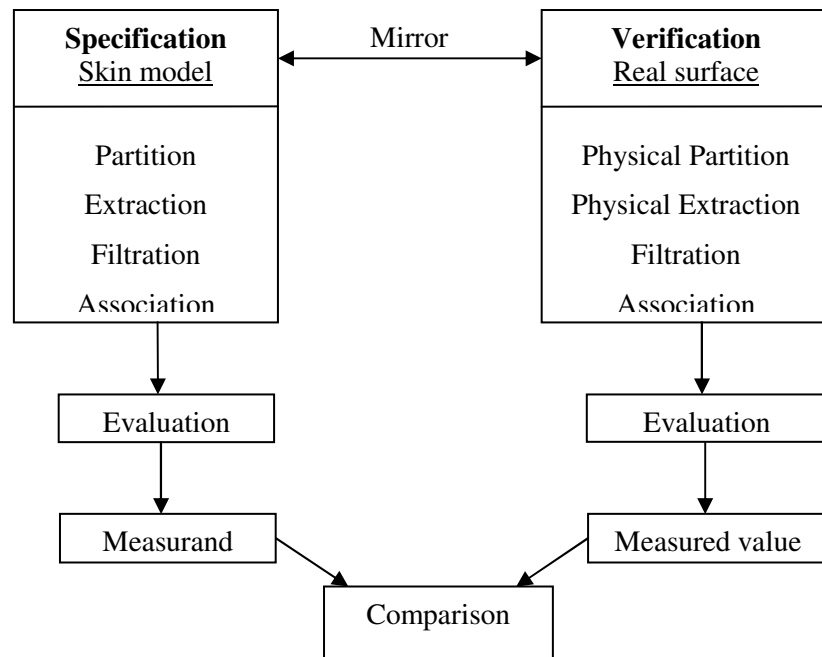 Specification
Skin model
Mirror
Verification
Real surface
Partition
Extraction
Filtration
Association
Physical Partition
Physical Extraction
Filtration
Association
Evaluation
Evaluation
Measurand
Measured value
Comparison